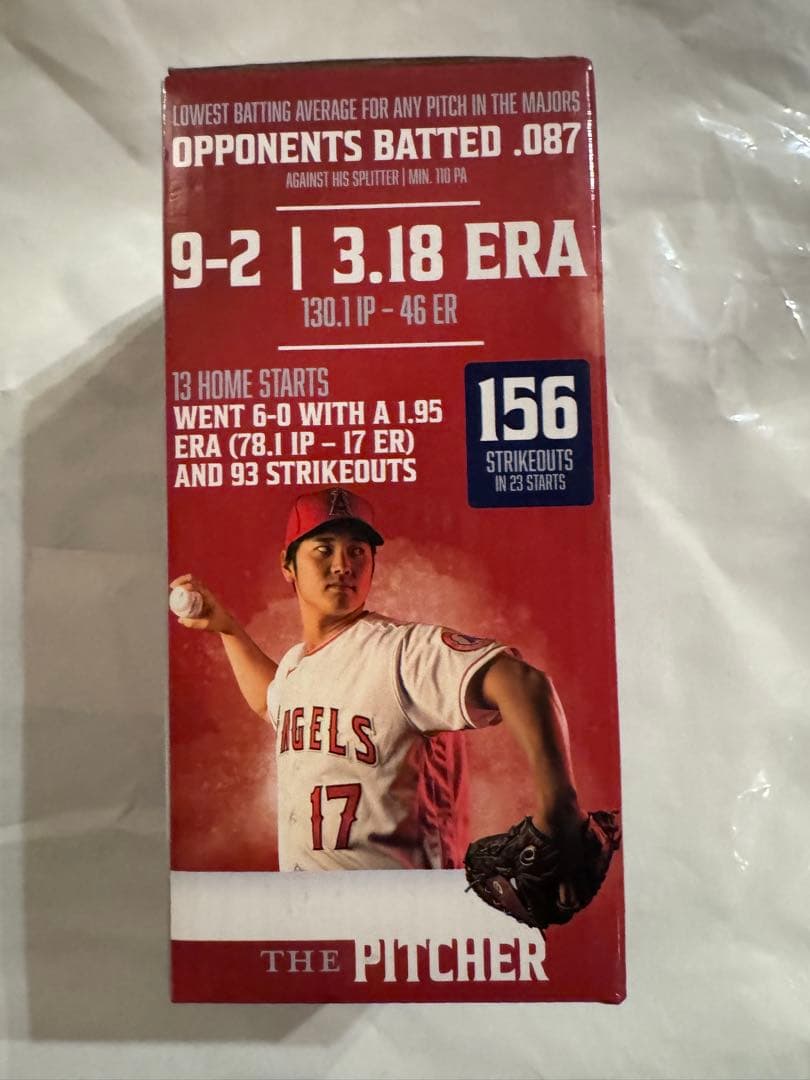 LOWEST BATTING AVERAGE FOR ANY PITCH IN THE MAJORS
OPPONENTS BATTED .087
AGAINST HIS SPLITTER | MIN. 110 PA
9-2 | 3.18 ERA
130.1 IP – 46 ER
13 HOME STARTS
WENT 6-0 WITH A 1.95
ERA (78.1 IP – 17 ER)
AND 93 STRIKEOUTS
156
STRIKEOUTS
IN 23 STARTS
A
ANGELS
17
THE PITCHER